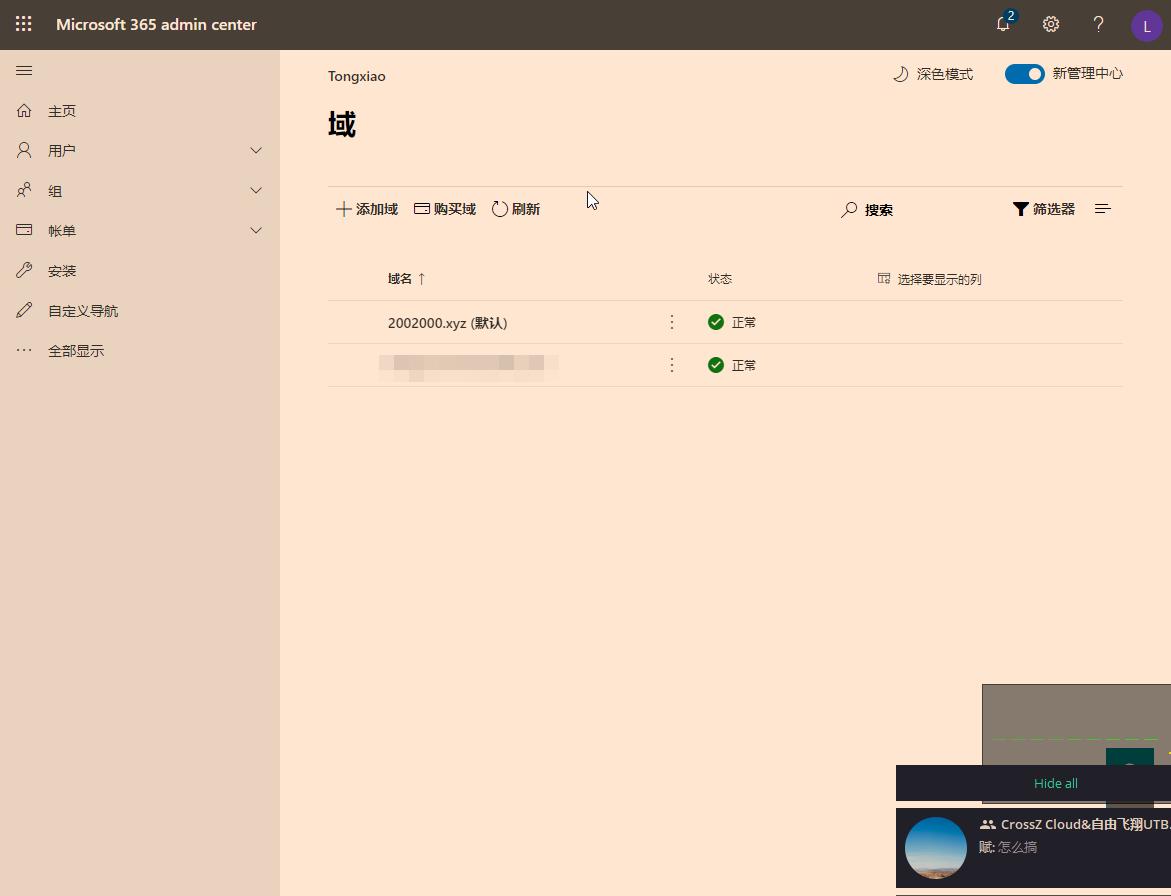 Microsoft 365 admin center
2
L
主页
用户
组
帐单
安装
自定义导航
全部显示
Tongxiao
深色模式
新管理中心
域
添加域 购买域 刷新
搜索
筛选器
域名 ↑ 状态 选择要显示的列
2002000.xyz (默认) 正常
正常
Hide all
CrossZ Cloud&自由飞翔UTB
賦: 怎么搞